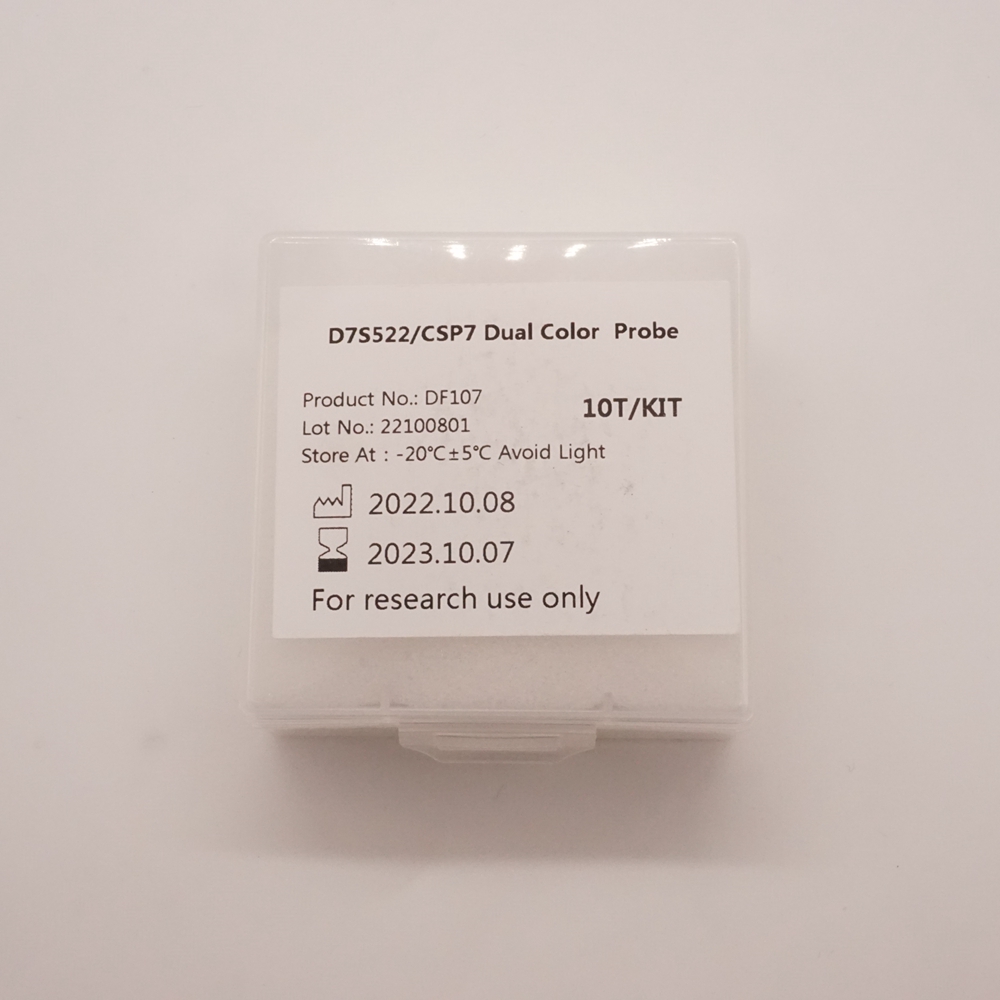 D7S522/CSP7 Dual Color Probe
Product No.: DF107
10T/KIT
Lot No.: 22100801
Store At : -20℃±5℃ Avoid Light
2022.10.08
2023.10.07
For research use only